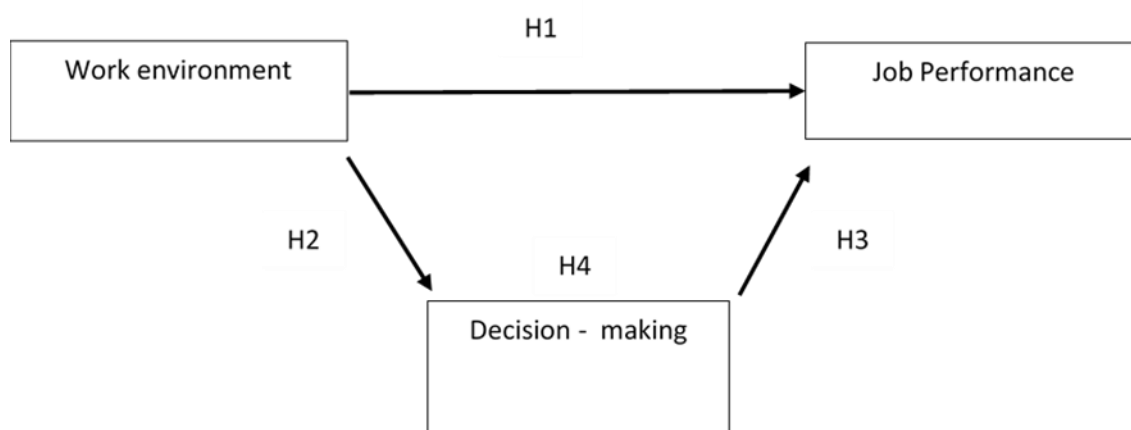 H1
Work environment
Job Performance
H2
H4
H3
Decision - making